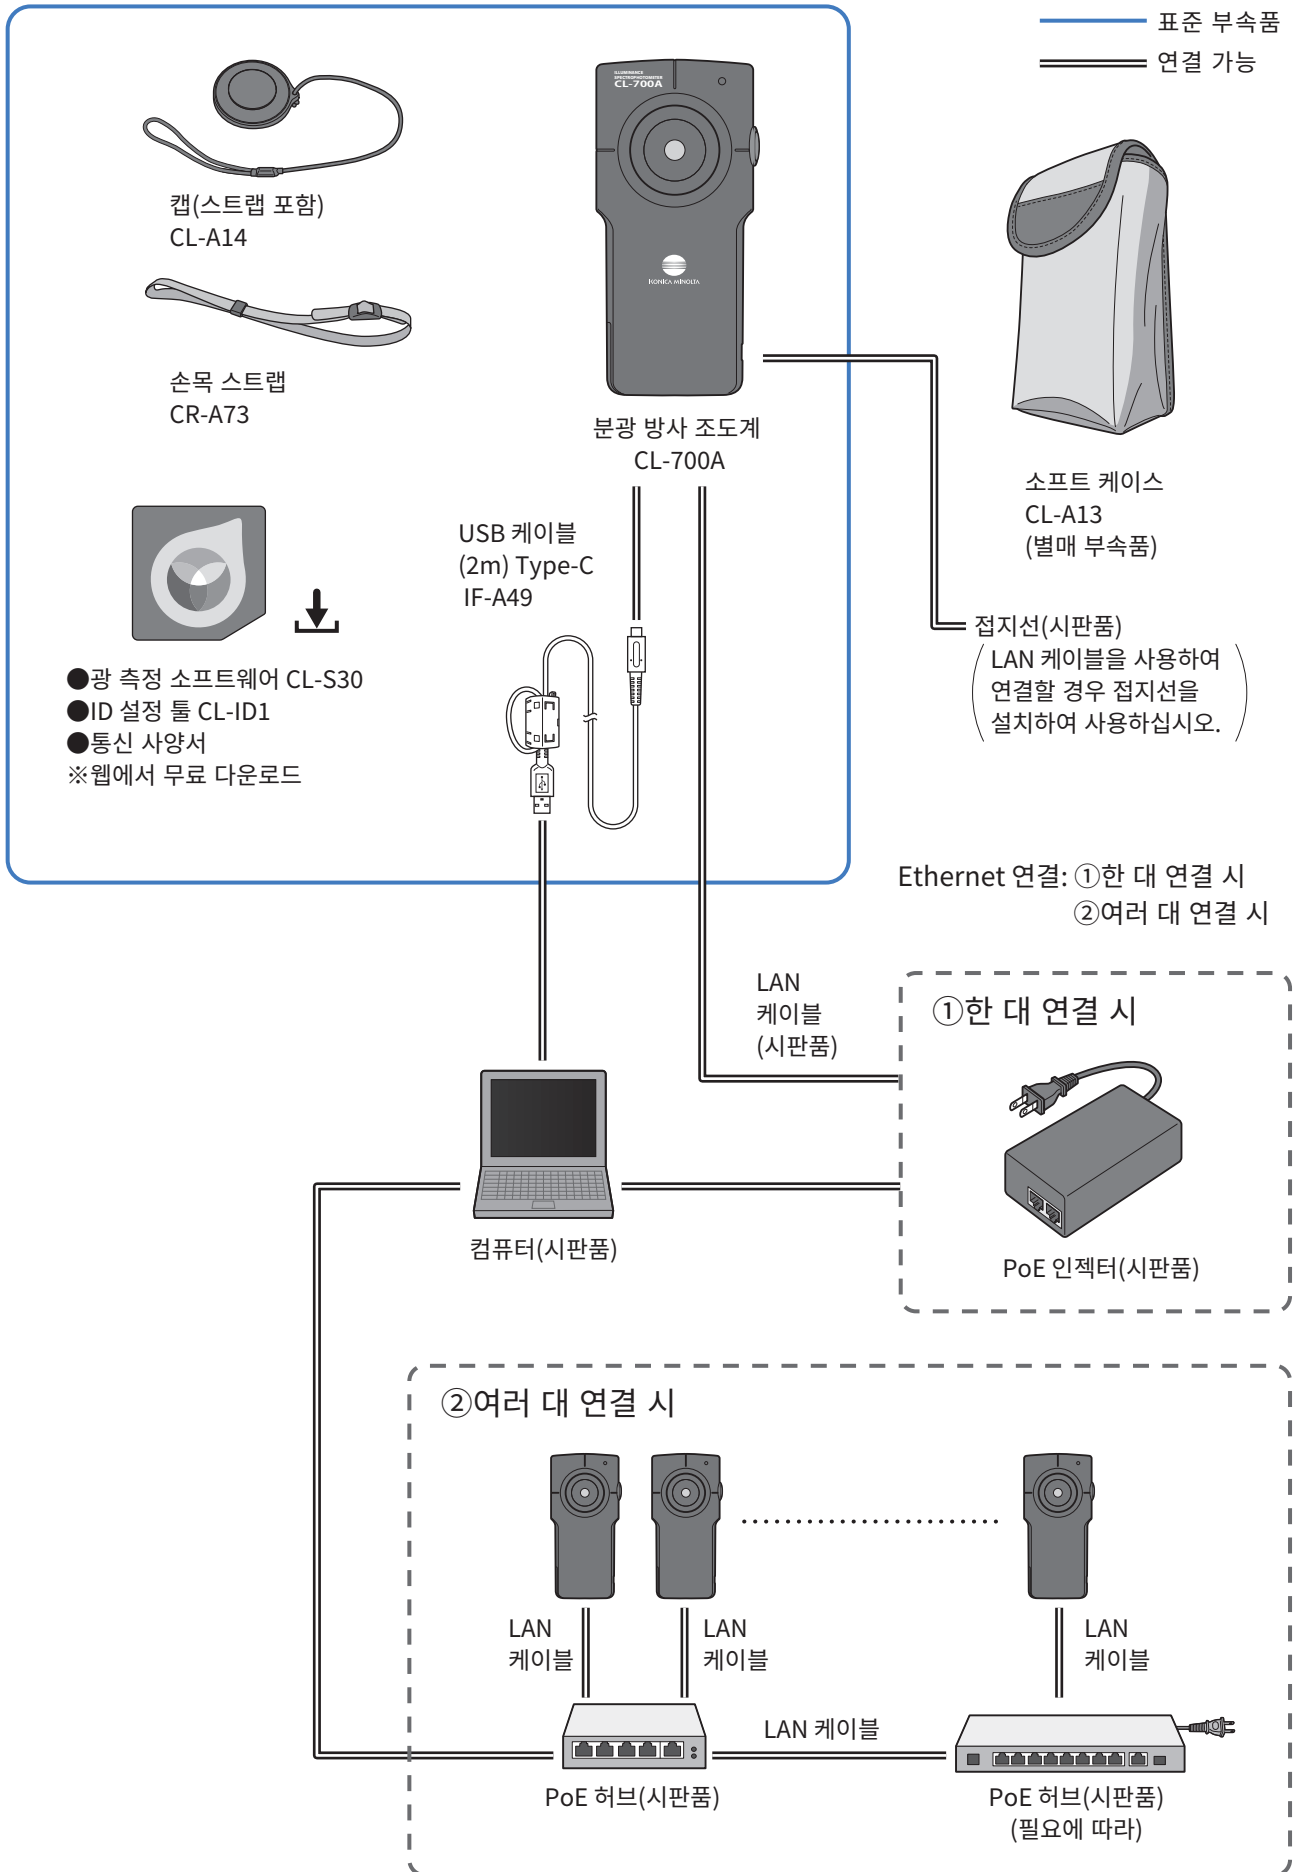 표준 부속품
연결 가능
ILLUMINANCE
SPECTROPHOTOMETER
CL-700A
KONICA MINOLTA
캡(스트랩 포함)
CL-A14
손목 스트랩
CR-A73
분광 방사 조도계
CL-700A
소프트 케이스
CL-A13
(별매 부속품)
USB 케이블
(2m) Type-C
IF-A49
접지선(시판품)
LAN 케이블을 사용하여
연결할 경우 접지선을
설치하여 사용하십시오.
●광 측정 소프트웨어 CL-S30
●ID 설정 툴 CL-ID1
●통신 사양서
※웹에서 무료 다운로드
Ethernet 연결: ①한 대 연결 시
②여러 대 연결 시
LAN
케이블
(시판품)
①한 대 연결 시
PoE 인젝터(시판품)
컴퓨터(시판품)
②여러 대 연결 시
LAN
케이블
LAN
케이블
LAN
케이블
LAN 케이블
PoE 허브(시판품)
PoE 허브(시판품)
(필요에 따라)